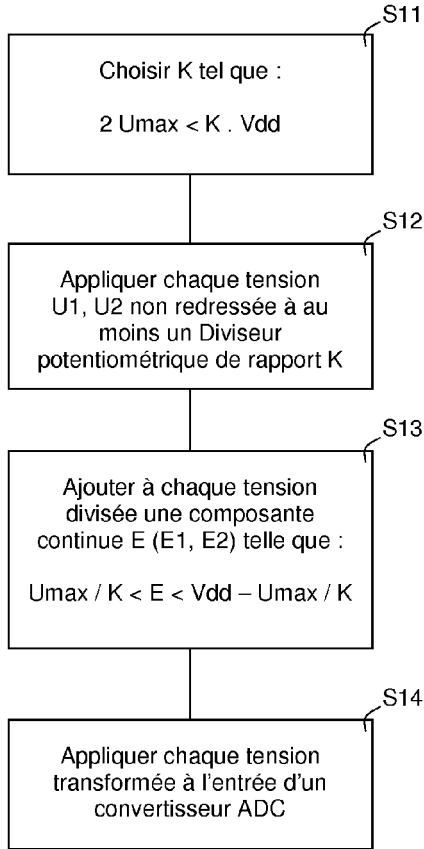 S11
Choisir K tel que :
2 Umax < K . Vdd
S12
Appliquer chaque tension
U1, U2 non redressée à au
moins un Diviseur
potentiométrique de rapport K
S13
Ajouter à chaque tension
divisée une composante
continue E (E1, E2) telle que :
Umax / K < E < Vdd – Umax / K
S14
Appliquer chaque tension
transformée à l'entrée d'un
convertisseur ADC